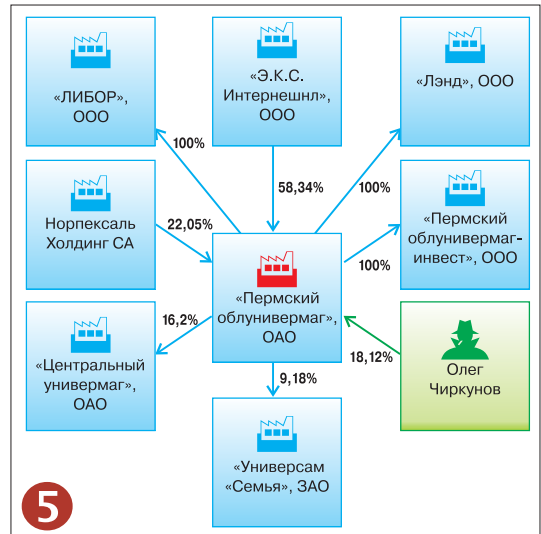 «ЛИБОР»,
ООО
«Э.К.С.
Интернешнл»,
ООО
«Лэнд», ООО
100%
58,34%
100%
Норпексаль
Холдинг СА
22,05%
«Пермский
облунивермаг-
инвест», ООО
100%
«Пермский
облунивермаг»,
ОАО
«Центральный
универмаг»,
ОАО
16,2%
18,12%
Олег
Чиркунов
9,18%
«Универсам
«Семья», ЗАО
5